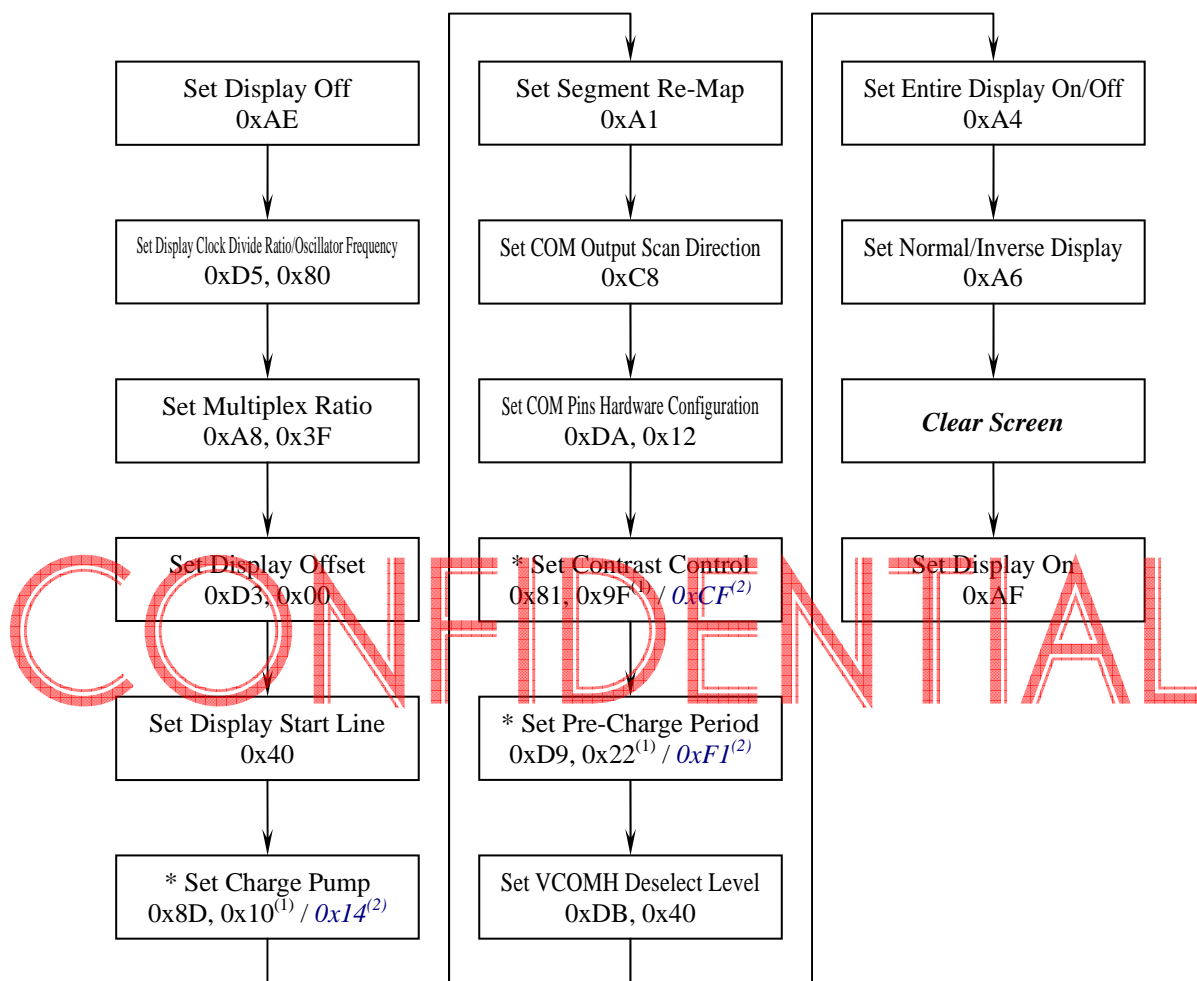 Set Display Off
0xAE
Set Display Clock Divide Ratio/Oscillator Frequency
0xD5, 0x80
Set Multiplex Ratio
0xA8, 0x3F
Set Display Offset
0xD3, 0x00
Set Display Start Line
0x40
* Set Charge Pump
0x8D, 0x10(1) / 0x14(2)
Set Segment Re-Map
0xA1
Set COM Output Scan Direction
0xC8
Set COM Pins Hardware Configuration
0xDA, 0x12
* Set Contrast Control
0x81, 0x9F(1) / 0xCF(2)
* Set Pre-Charge Period
0xD9, 0x22(1) / 0xF1(2)
Set VCOMH Deselect Level
0xDB, 0x40
Set Entire Display On/Off
0xA4
Set Normal/Inverse Display
0xA6
Clear Screen
Set Display On
0xAF
CONFIDENTIAL